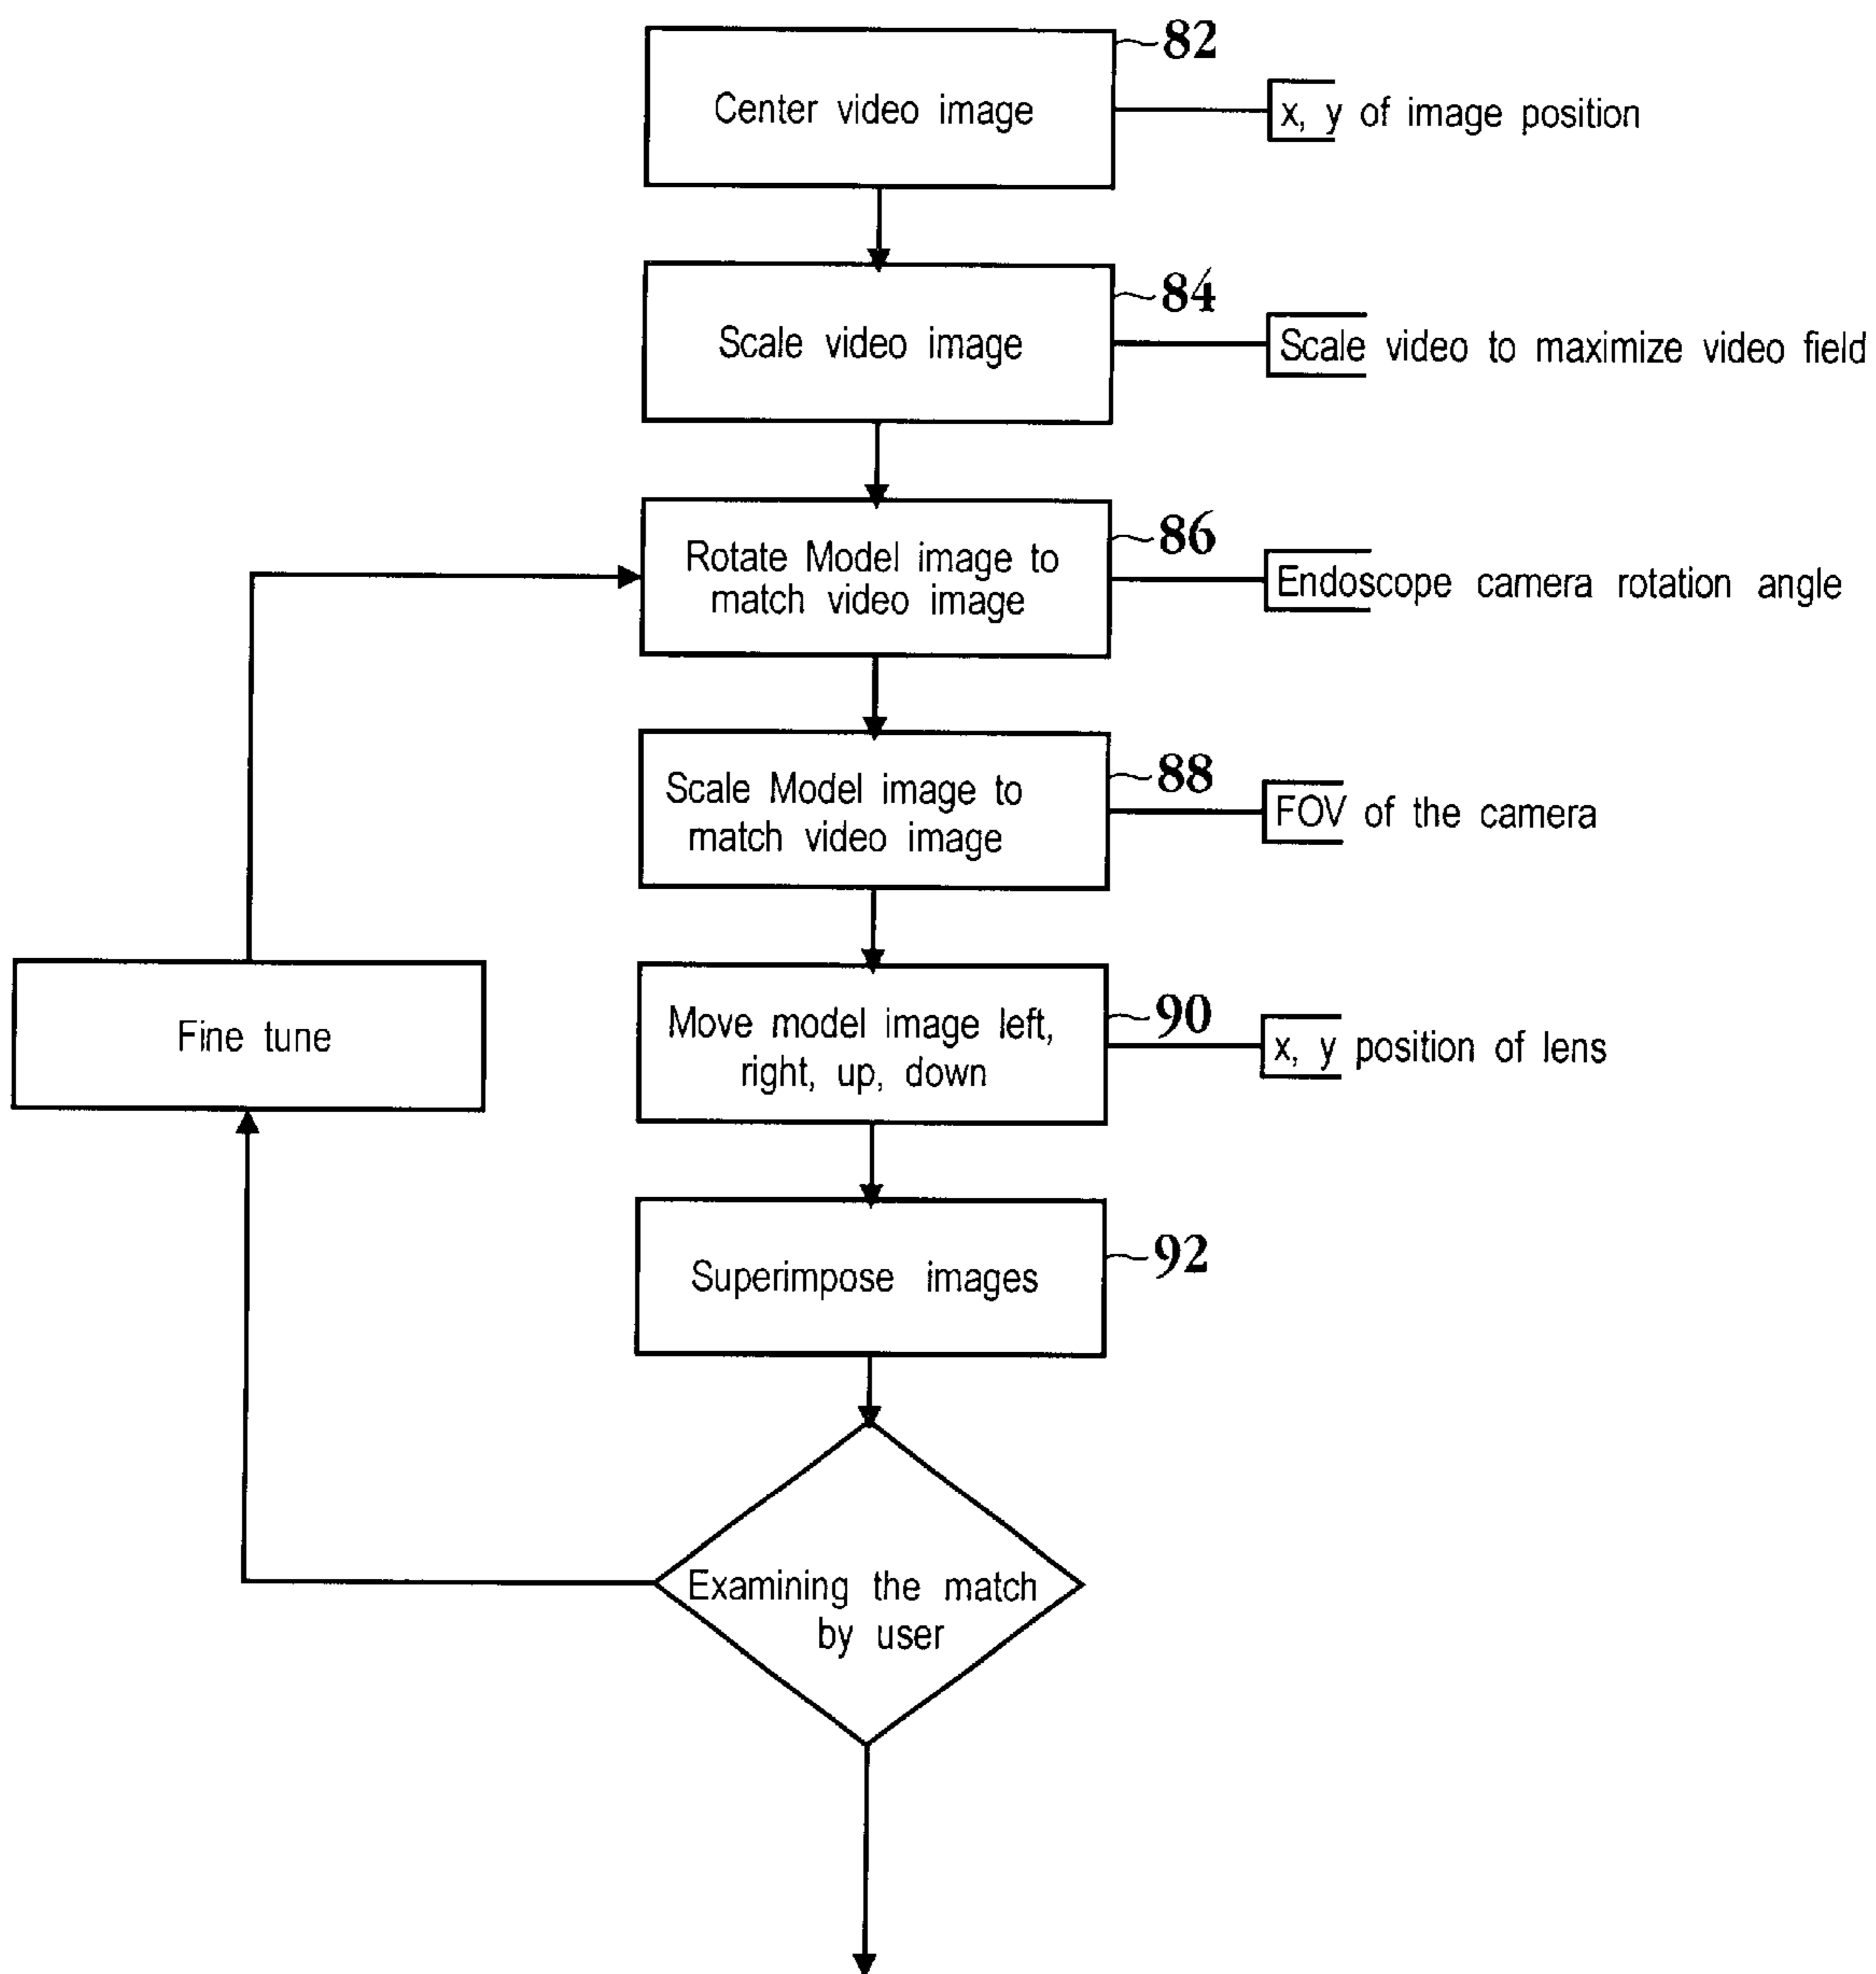 82
Center video image
x, y of image position
84
Scale video image
Scale video to maximize video field
86
Rotate Model image to
match video image
Endoscope camera rotation angle
88
Scale Model image to
match video image
FOV of the camera
90
Move model image left,
right, up, down
x, y position of lens
Fine tune
92
Superimpose images
Examining the match
by user